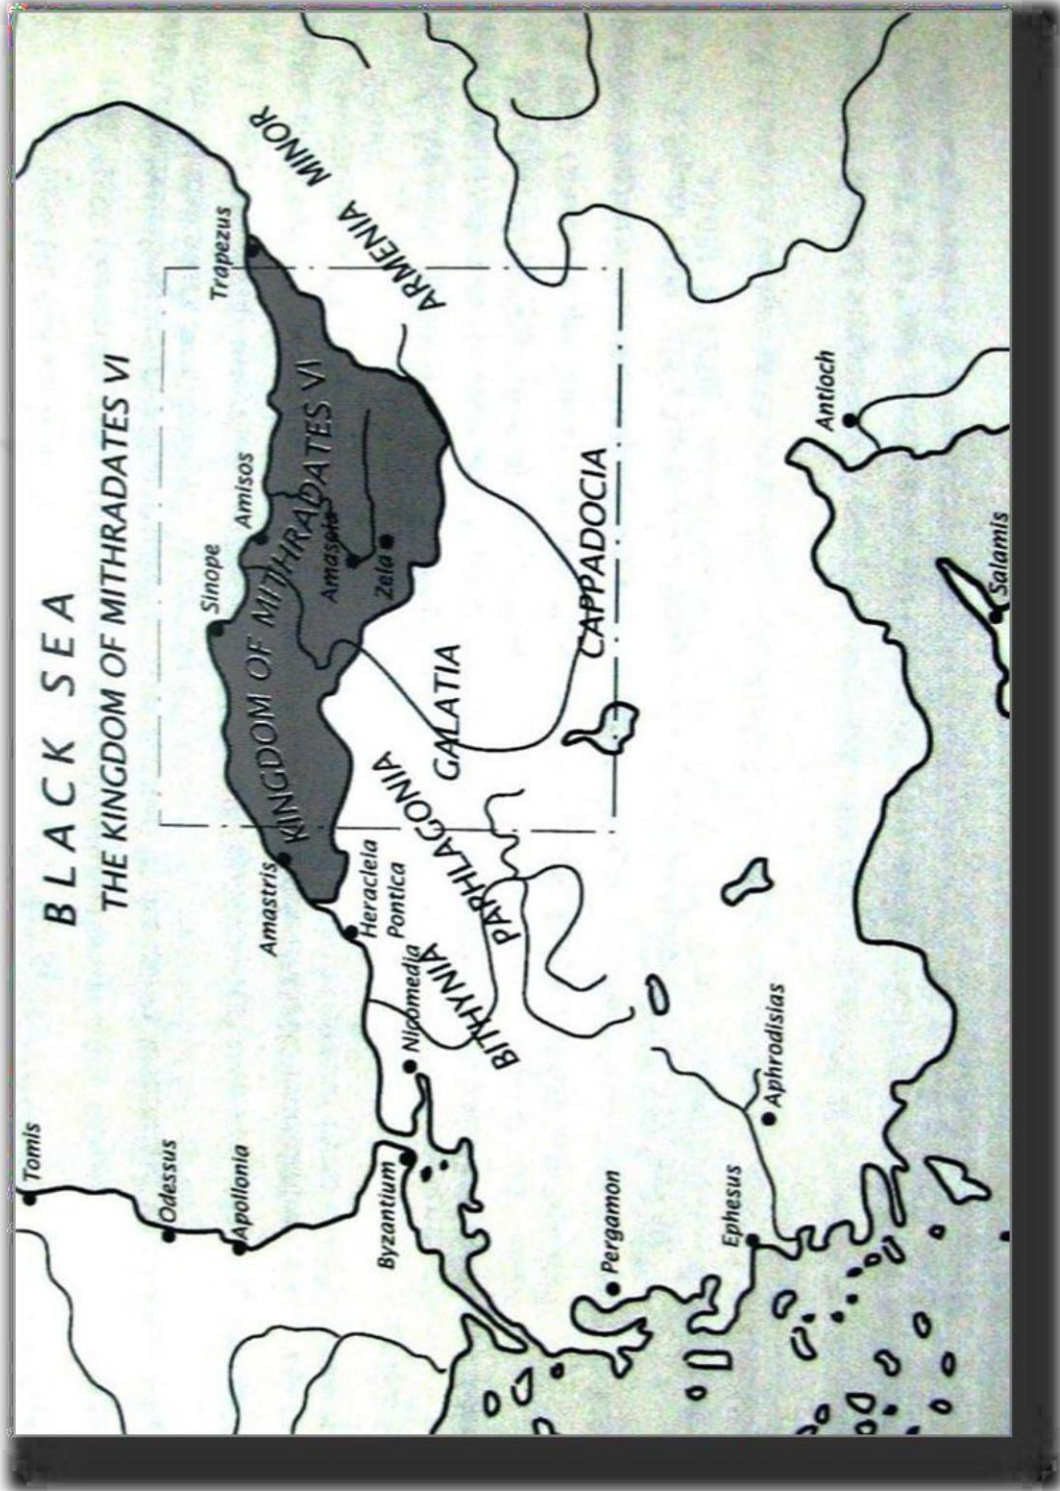 BLACK SEA
THE KINGDOM OF MITHRADATES VI
Tomis
Odessus
Apollonia
Byzantium
Nicomedia
Heracleia
Pontica
Amastris
Sinope
Amisos
Trapezus
KINGDOM OF MITHRADATES VI
Amaseia
Zela
ARMENIA MINOR
BITHYNIA
PAPHLAGONIA
GALATIA
CAPPADOCIA
Pergamon
Ephesus
Aphrodisias
Antioch
Salamis